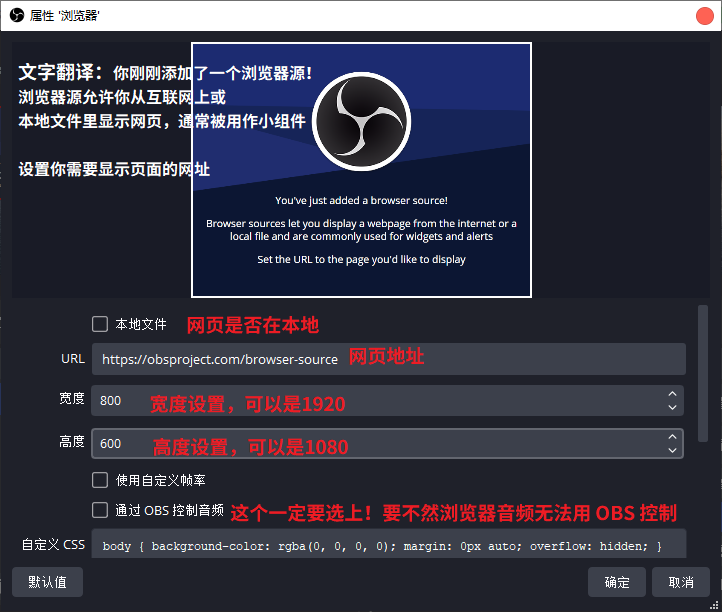 属性 '浏览器'
文字翻译：你刚刚添加了一个浏览器源！
浏览器源允许你从互联网上或
本地文件里显示网页，通常被用作小组件
设置你需要显示页面的网址
You've just added a browser source!
Browser sources let you display a webpage from the internet or a
local file and are commonly used for widgets and alerts
Set the URL to the page you'd like to display
本地文件 网页是否在本地
URL https://obsproject.com/browser-source 网页地址
宽度 800 宽度设置，可以是1920
高度 600 高度设置，可以是1080
使用自定义帧率
通过 OBS 控制音频 这个一定要选上！要不然浏览器音频无法用 OBS 控制
自定义 CSS body { background-color: rgba(0, 0, 0, 0); margin: 0px auto; overflow: hidden; }
默认值 确定 取消